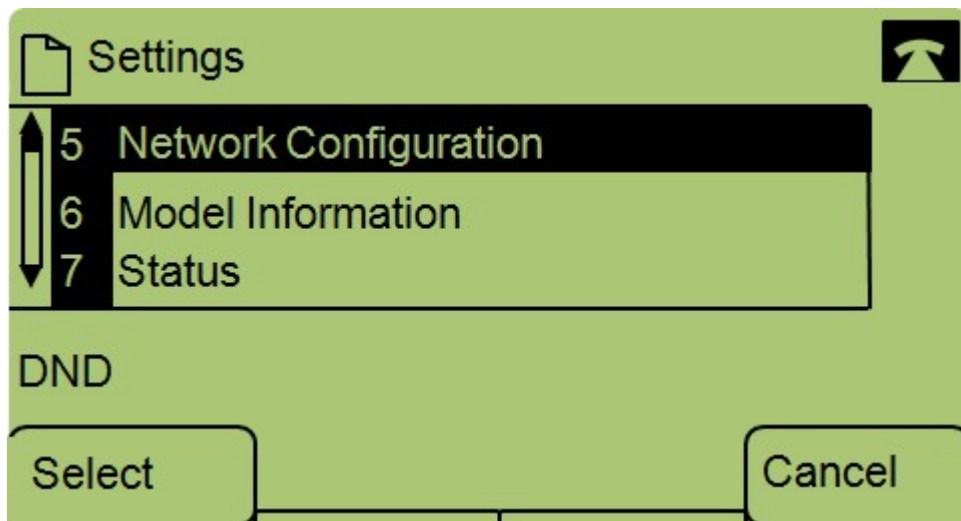 Settings
5 Network Configuration
6 Model Information
7 Status
DND
Select Cancel